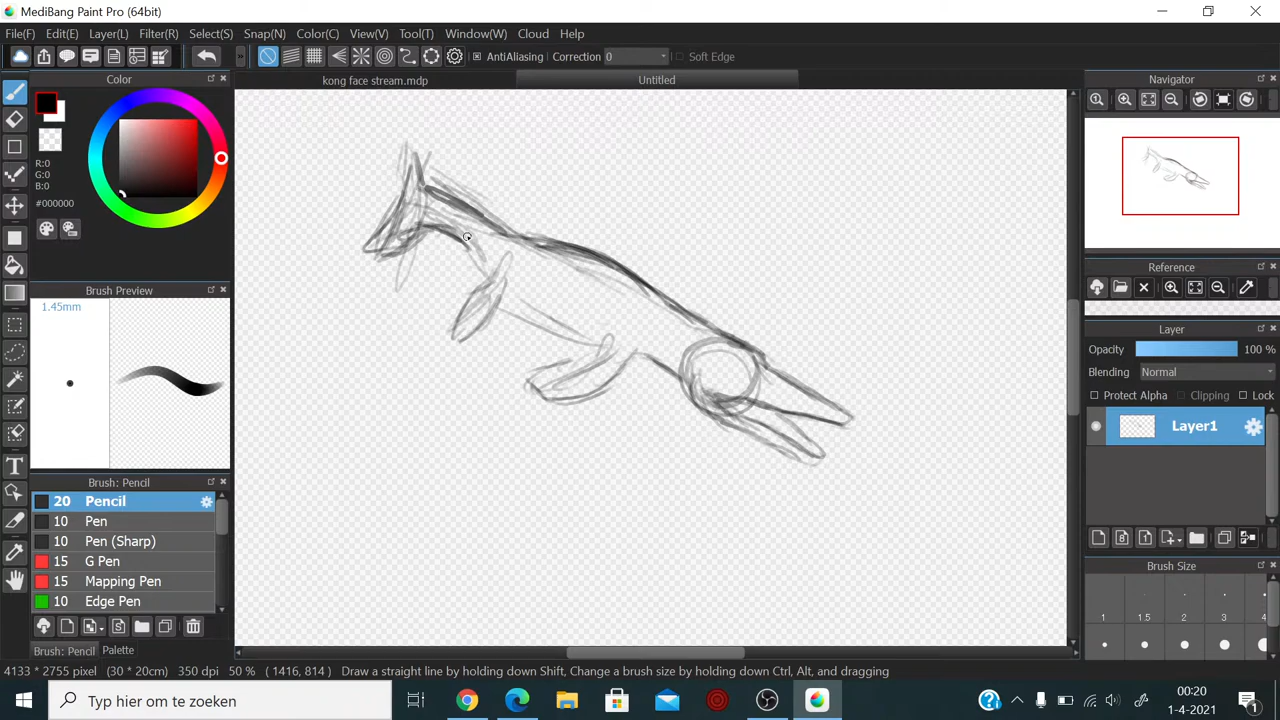 MediBang Paint Pro (64bit)
File(F) Edit(E) Layer(L) Filter(R) Select(S) Snap(N) Color(C) View(V) Tool(T) Window(W) Cloud Help
AntiAliasing Correction 0 Soft Edge
kong face stream.mdp Untitled
Color
R:0
G:0
B:0
#000000
Brush Preview
1.45mm
Brush: Pencil
20 Pencil
10 Pen
10 Pen (Sharp)
15 G Pen
15 Mapping Pen
10 Edge Pen
Brush: Pencil Palette
Navigator
Reference
Layer
Opacity 100 %
Blending Normal
Protect Alpha Clipping Lock
Layer1
Brush Size
1 1.5 2 3 4
4133 * 2755 pixel (30 * 20cm) 350 dpi 50 % ( 1416, 814 ) Draw a straight line by holding down Shift, Change a brush size by holding down Ctrl, Alt, and dragging
Typ hier om te zoeken
00:20
1-4-2021